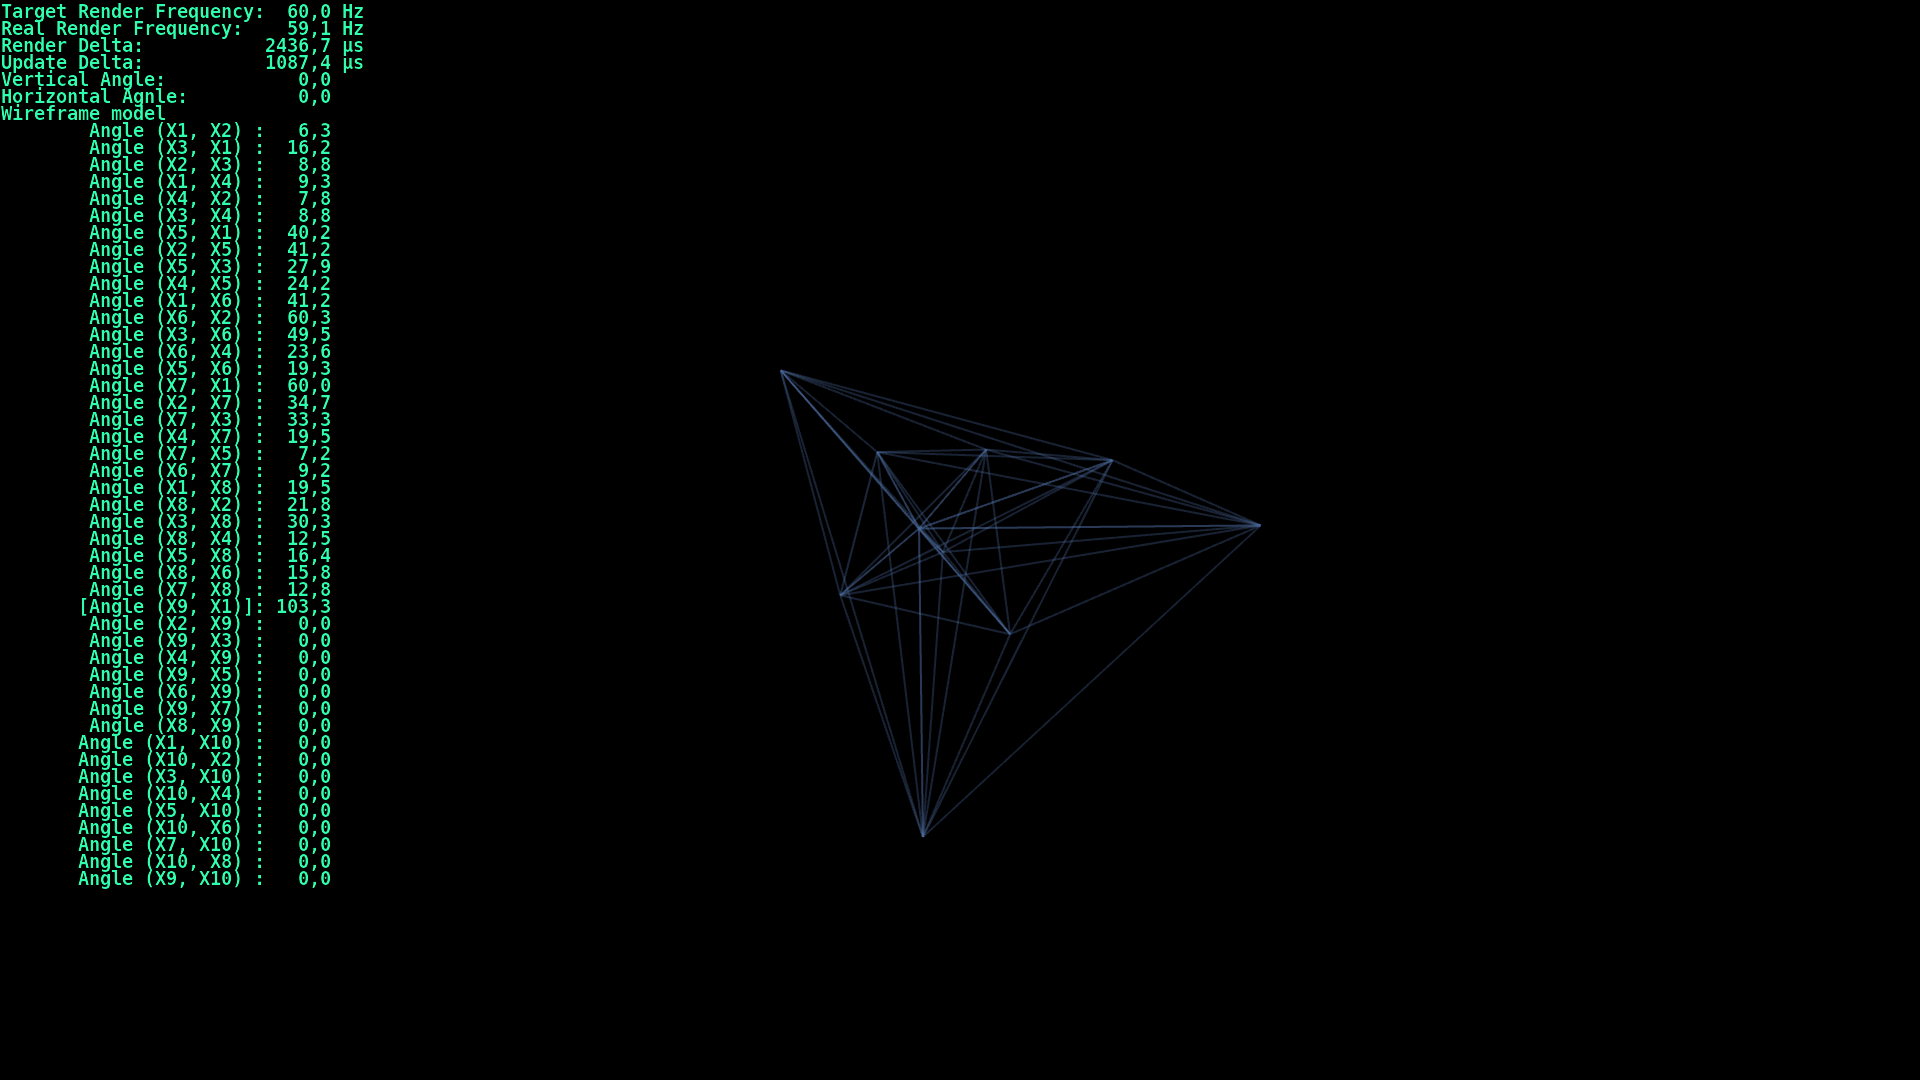 Target Render Frequency:  60,0 Hz
Real Render Frequency:    59,1 Hz
Render Delta:           2436,7 µs
Update Delta:           1087,4 µs
Vertical Angle:            0,0
Horizontal Agnle:          0,0
Wireframe model
Angle (X1, X2) :   6,3
Angle (X3, X1) :  16,2
Angle (X2, X3) :   8,8
Angle (X1, X4) :   9,3
Angle (X4, X2) :   7,8
Angle (X3, X4) :   8,8
Angle (X5, X1) :  40,2
Angle (X2, X5) :  41,2
Angle (X5, X3) :  27,9
Angle (X4, X5) :  24,2
Angle (X1, X6) :  41,2
Angle (X6, X2) :  60,3
Angle (X3, X6) :  49,5
Angle (X6, X4) :  23,6
Angle (X5, X6) :  19,3
Angle (X7, X1) :  60,0
Angle (X2, X7) :  34,7
Angle (X7, X3) :  33,3
Angle (X4, X7) :  19,5
Angle (X7, X5) :   7,2
Angle (X6, X7) :   9,2
Angle (X1, X8) :  19,5
Angle (X8, X2) :  21,8
Angle (X3, X8) :  30,3
Angle (X8, X4) :  12,5
Angle (X5, X8) :  16,4
Angle (X8, X6) :  15,8
Angle (X7, X8) :  12,8
[Angle (X9, X1)]: 103,3
Angle (X2, X9) :   0,0
Angle (X9, X3) :   0,0
Angle (X4, X9) :   0,0
Angle (X9, X5) :   0,0
Angle (X6, X9) :   0,0
Angle (X9, X7) :   0,0
Angle (X8, X9) :   0,0
Angle (X1, X10) :   0,0
Angle (X10, X2) :   0,0
Angle (X3, X10) :   0,0
Angle (X10, X4) :   0,0
Angle (X5, X10) :   0,0
Angle (X10, X6) :   0,0
Angle (X7, X10) :   0,0
Angle (X10, X8) :   0,0
Angle (X9, X10) :   0,0